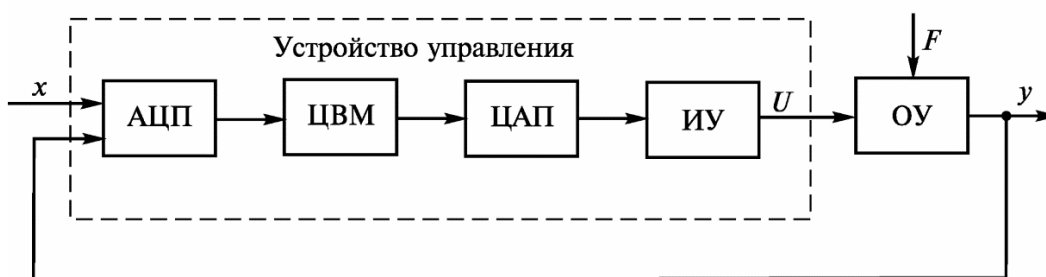 Устройство управления
F
x
АЦП
ЦВМ
ЦАП
ИУ
U
ОУ
y